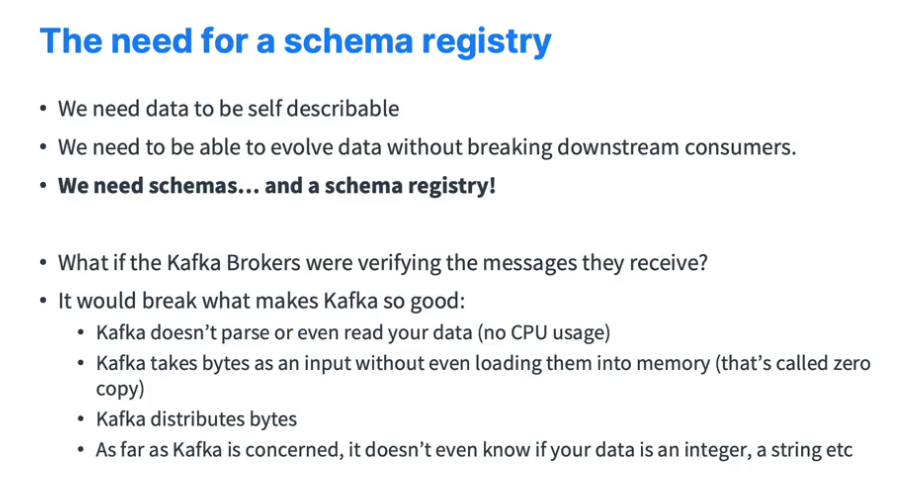 The need for a schema registry
• We need data to be self describable
• We need to be able to evolve data without breaking downstream consumers.
• We need schemas... and a schema registry!
• What if the Kafka Brokers were verifying the messages they receive?
• It would break what makes Kafka so good:
• Kafka doesn't parse or even read your data (no CPU usage)
• Kafka takes bytes as an input without even loading them into memory (that's called zero
copy)
• Kafka distributes bytes
• As far as Kafka is concerned, it doesn't even know if your data is an integer, a string etc